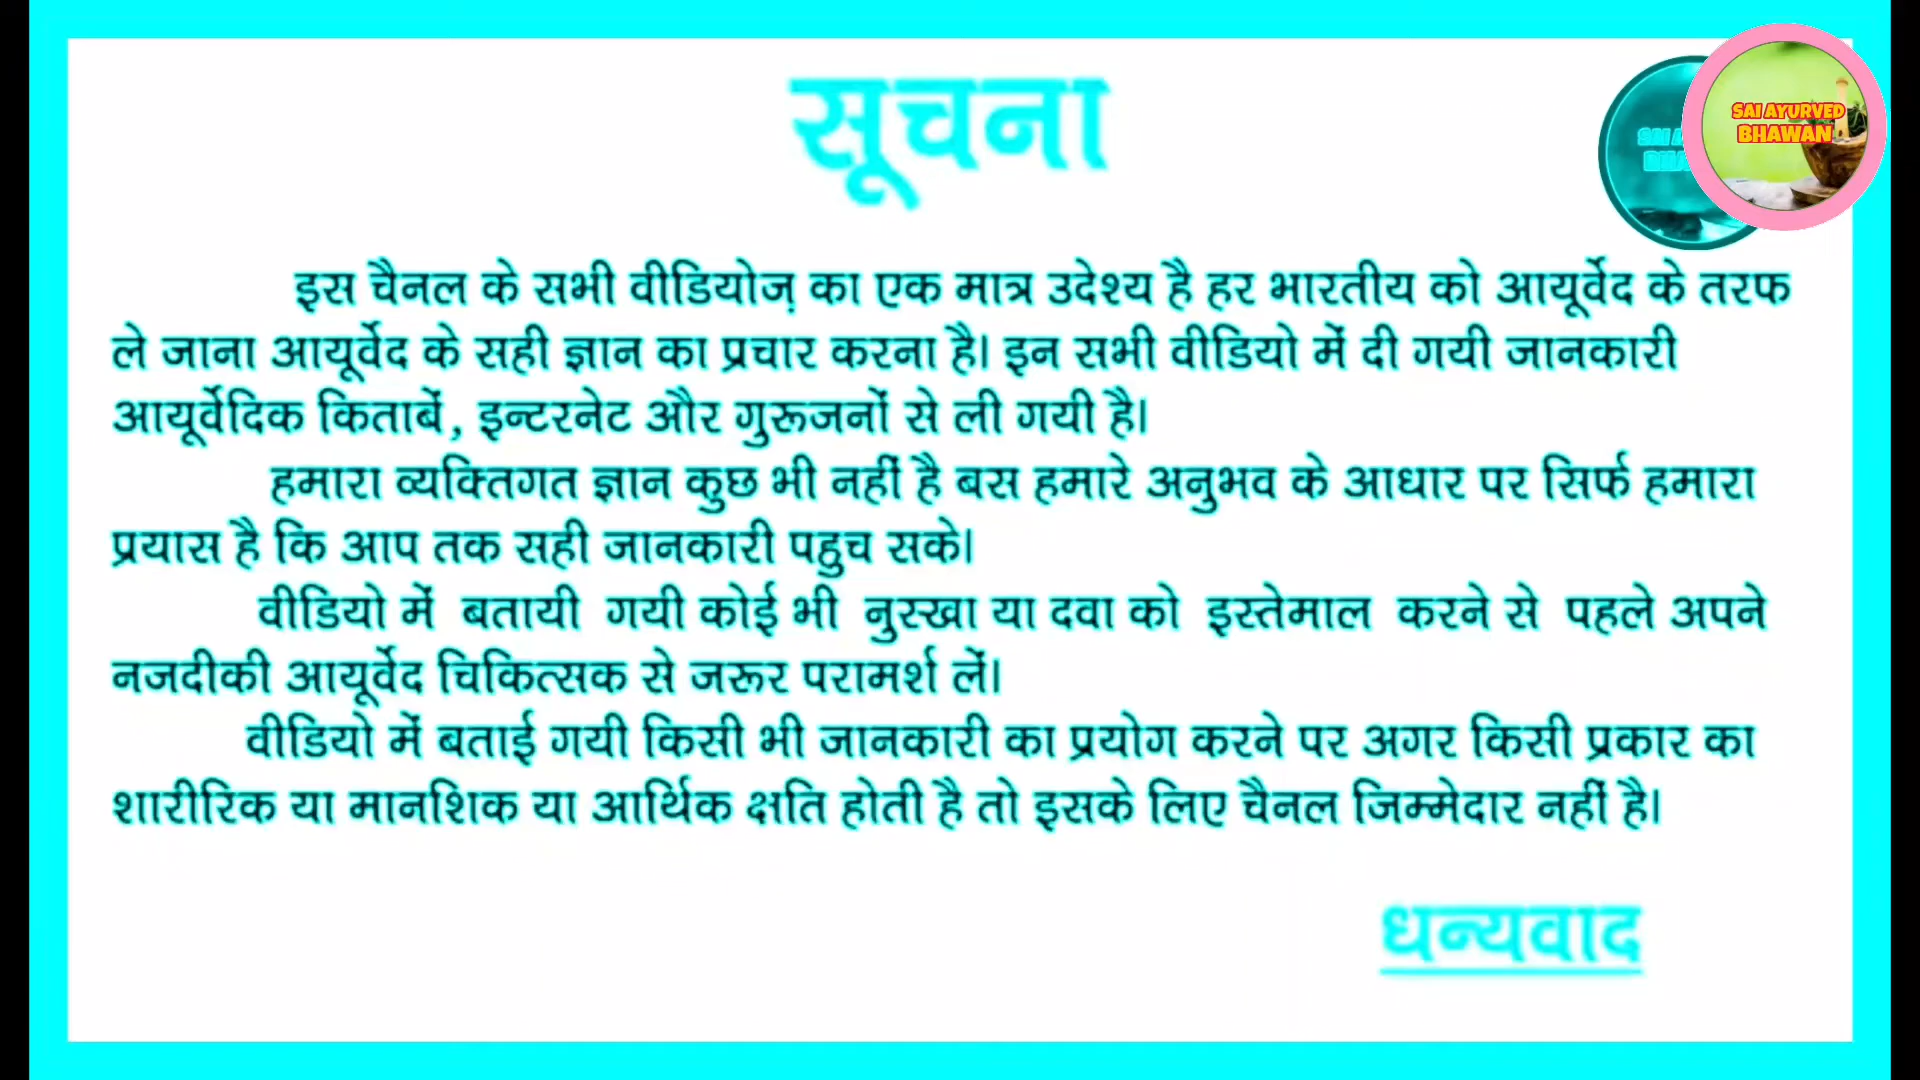 सूचना
SAI AYURVED
BHAWAN
इस चैनल के सभी वीडियोज़ का एक मात्र उदेश्य है हर भारतीय को आयूर्वेद के तरफ
ले जाना आयूर्वेद के सही ज्ञान का प्रचार करना है। इन सभी वीडियो में दी गयी जानकारी
आयूर्वेदिक किताबें, इन्टरनेट और गुरूजनों से ली गयी है।
हमारा व्यक्तिगत ज्ञान कुछ भी नहीं है बस हमारे अनुभव के आधार पर सिर्फ हमारा
प्रयास है कि आप तक सही जानकारी पहुच सके।
वीडियो में बतायी गयी कोई भी नुस्खा या दवा को इस्तेमाल करने से पहले अपने
नजदीकी आयूर्वेद चिकित्सक से जरूर परामर्श लें।
वीडियो में बताई गयी किसी भी जानकारी का प्रयोग करने पर अगर किसी प्रकार का
शारीरिक या मानशिक या आर्थिक क्षति होती है तो इसके लिए चैनल जिम्मेदार नहीं है।
धन्यवाद